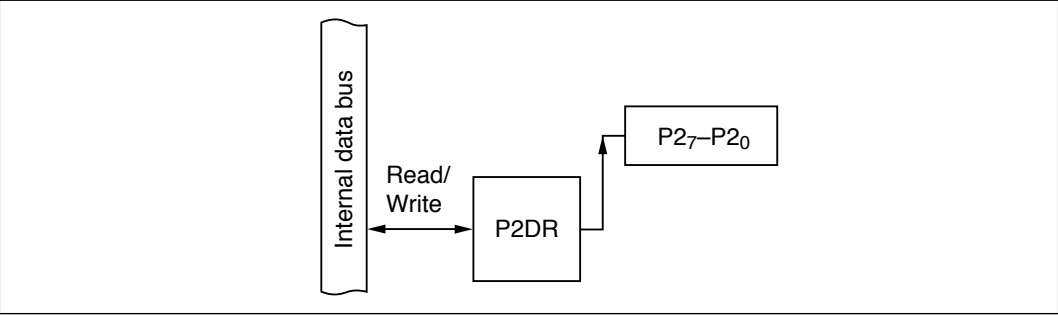 Internal data bus
Read/
Write
P2DR
P2₇–P2₀